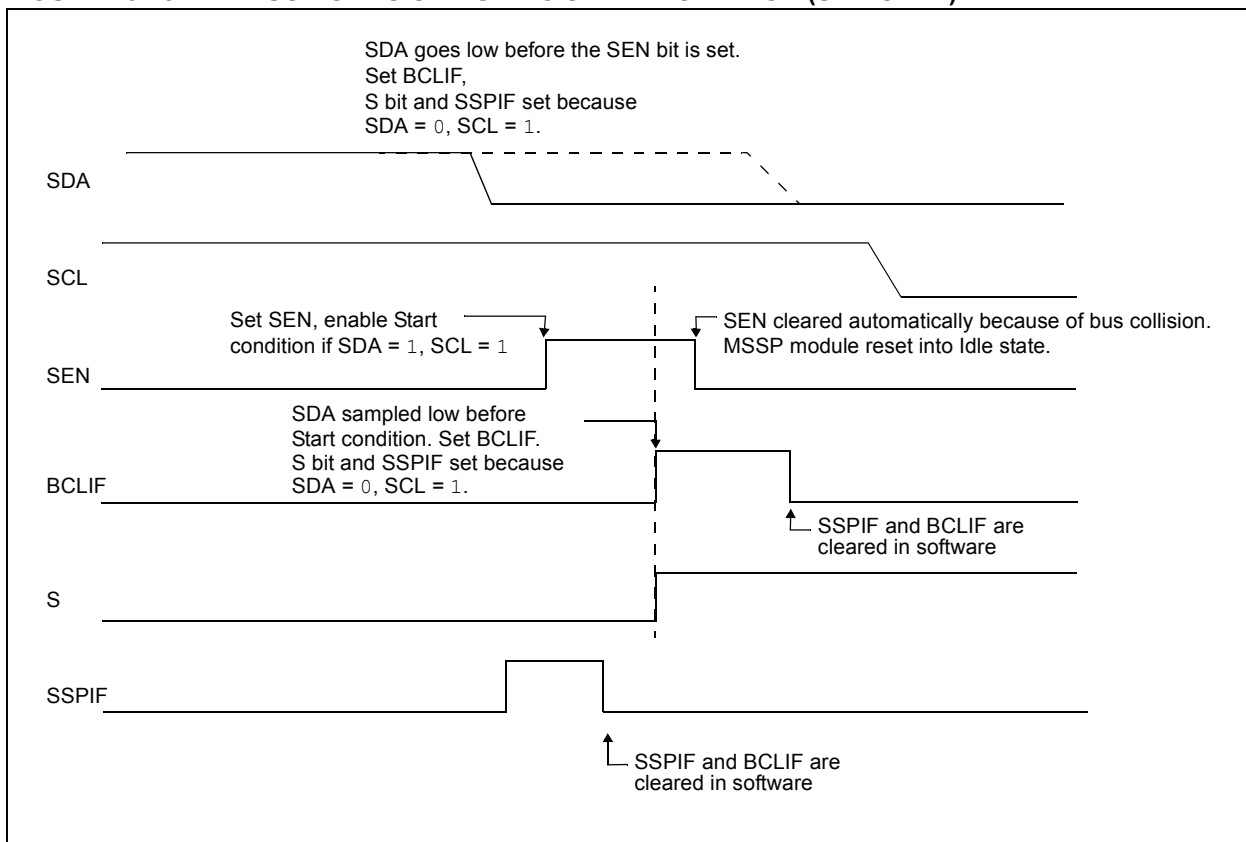 SDA goes low before the SEN bit is set.
Set BCLIF,
S bit and SSPIF set because
SDA = 0, SCL = 1.
SDA
SCL
Set SEN, enable Start
condition if SDA = 1, SCL = 1
SEN cleared automatically because of bus collision.
MSSP module reset into Idle state.
SEN
SDA sampled low before
Start condition. Set BCLIF.
S bit and SSPIF set because
SDA = 0, SCL = 1.
BCLIF
SSPIF and BCLIF are
cleared in software
S
SSPIF
SSPIF and BCLIF are
cleared in software